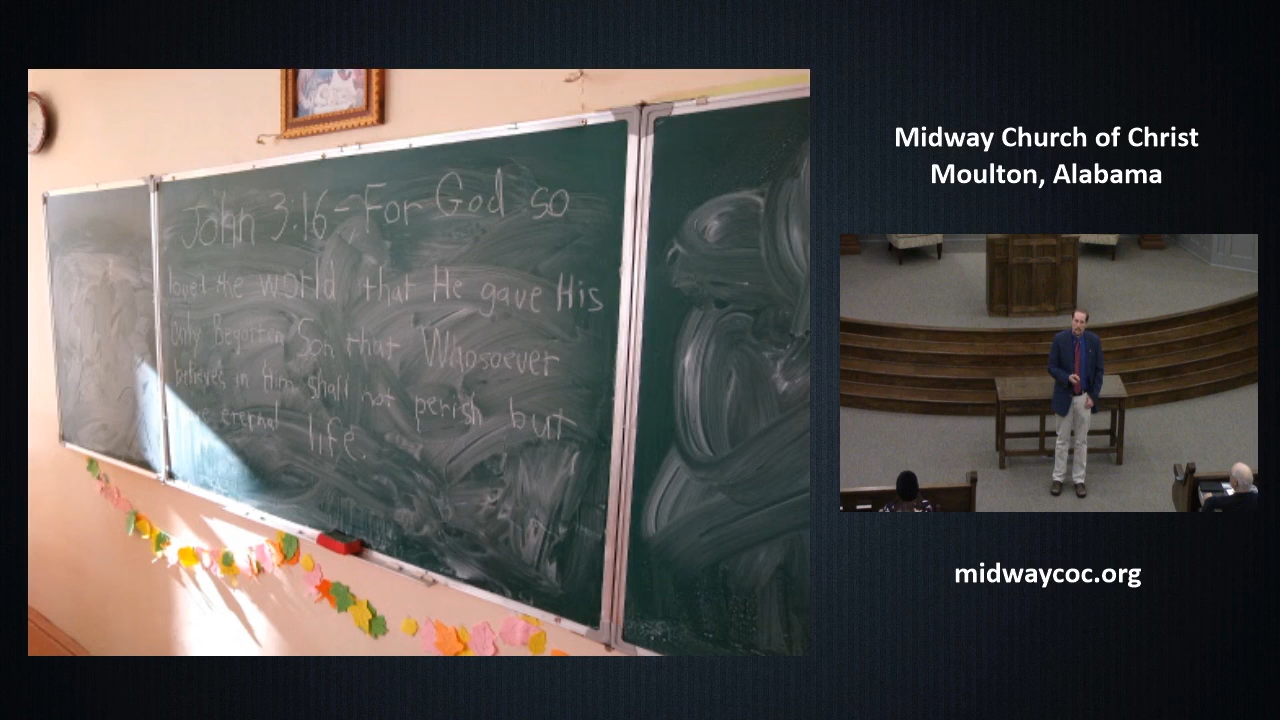 John 3:16 - For God so
loved the world that He gave His
only Begotten Son that Whosoever
believes in Him shall not perish but
eternal life.
Midway Church of Christ
Moulton, Alabama
midwaycoc.org